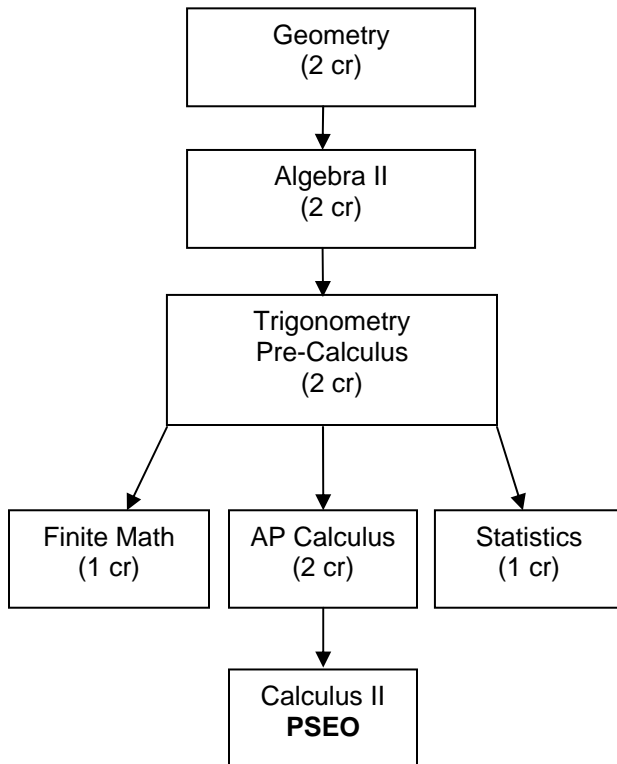 Geometry
(2 cr)
Algebra II
(2 cr)
Trigonometry
Pre-Calculus
(2 cr)
Finite Math
(1 cr)
AP Calculus
(2 cr)
Statistics
(1 cr)
Calculus II
PSEO